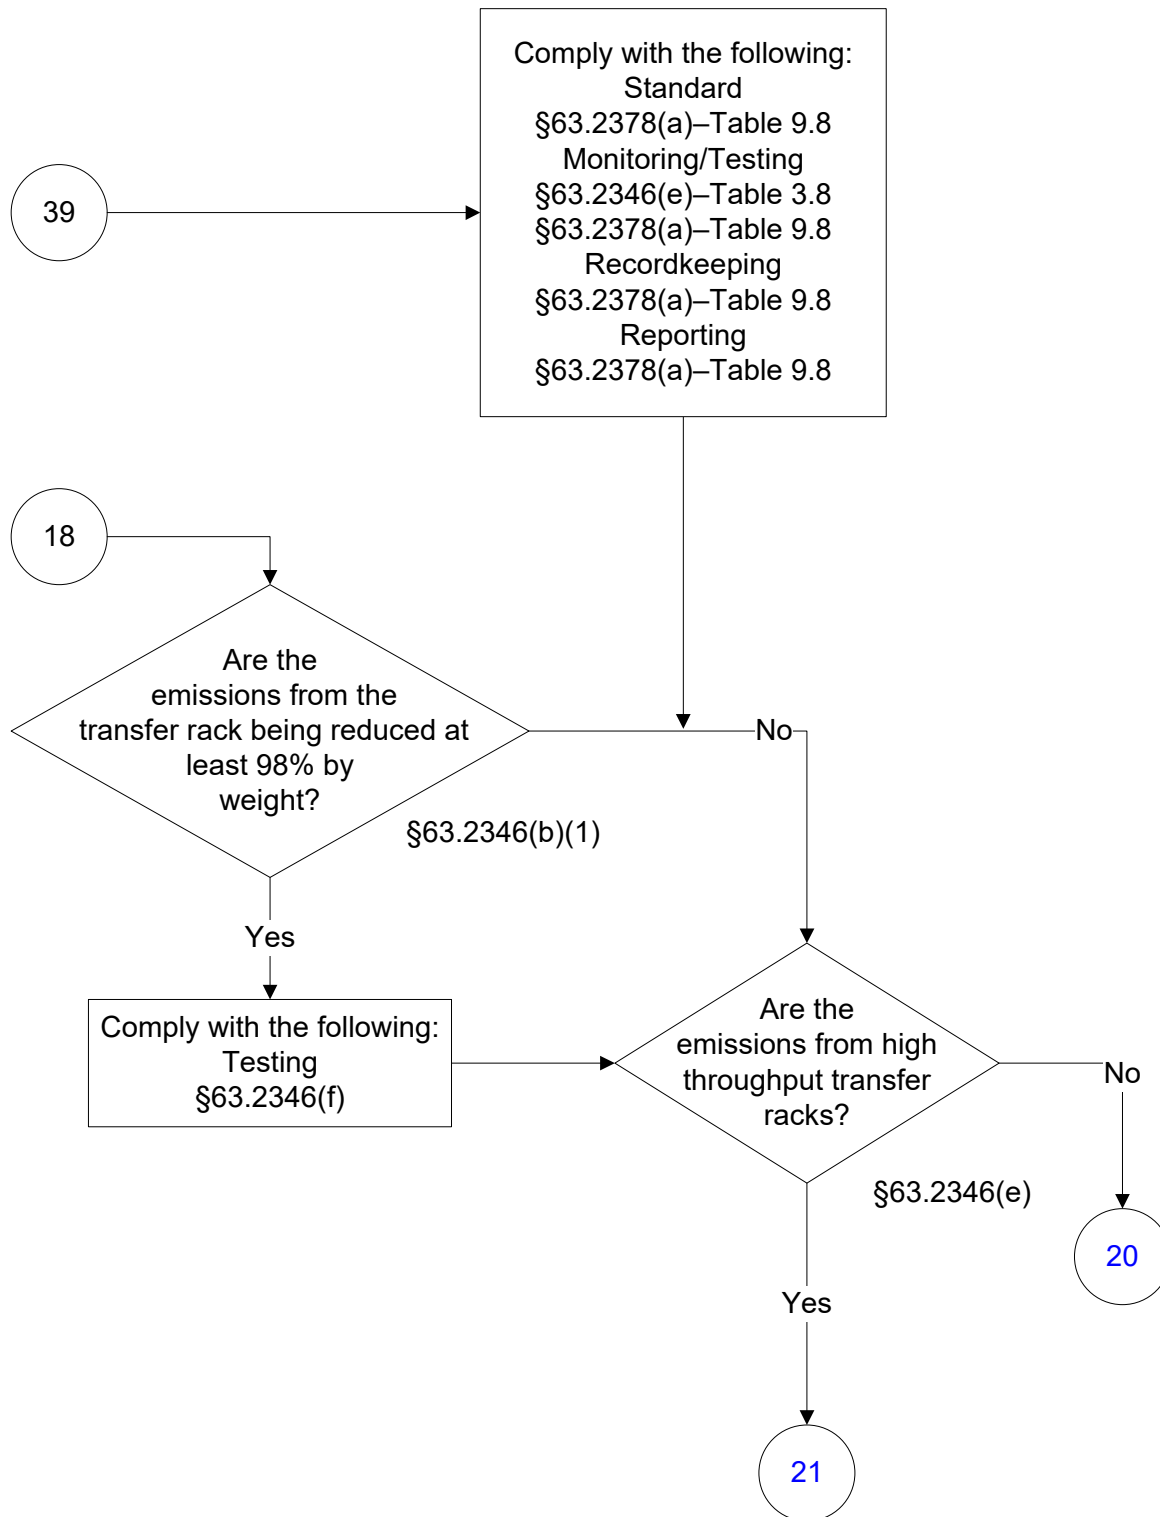 Comply with the following:
Standard
§63.2378(a)–Table 9.8
Monitoring/Testing
§63.2346(e)–Table 3.8
§63.2378(a)–Table 9.8
Recordkeeping
§63.2378(a)–Table 9.8
Reporting
§63.2378(a)–Table 9.8
39
18
Are the
emissions from the
transfer rack being reduced at
least 98% by
weight?
No
§63.2346(b)(1)
Yes
Comply with the following:
Testing
§63.2346(f)
Are the
emissions from high
throughput transfer
racks?
No
§63.2346(e)
20
Yes
21